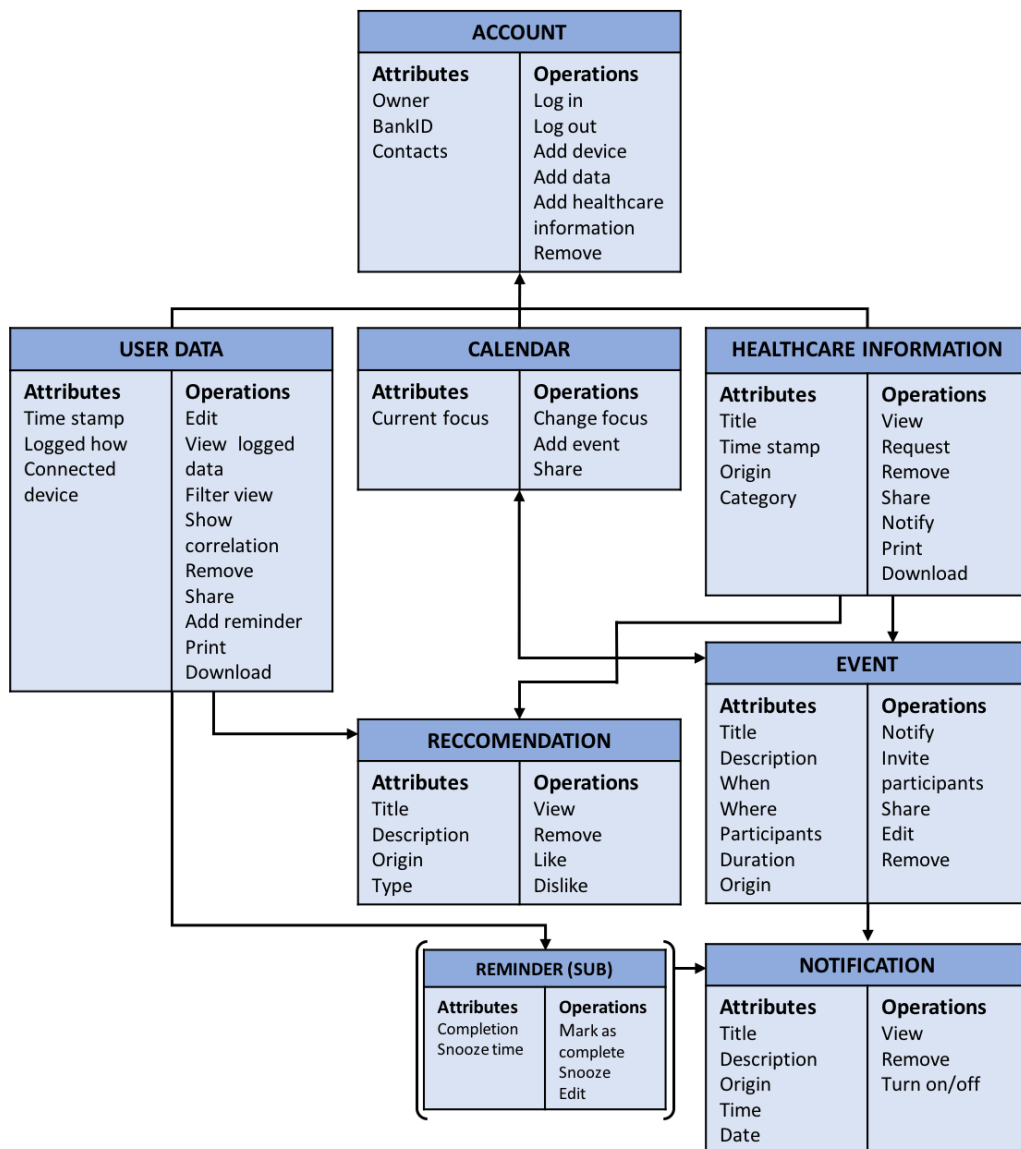 ACCOUNT
Attributes
Owner
BankID
Contacts
Operations
Log in
Log out
Add device
Add data
Add healthcare
information
Remove
USER DATA
Attributes
Time stamp
Logged how
Connected
device
Operations
Edit
View logged
data
Filter view
Show
correlation
Remove
Share
Add reminder
Print
Download
CALENDAR
Attributes
Current focus
Operations
Change focus
Add event
Share
HEALTHCARE INFORMATION
Attributes
Title
Time stamp
Origin
Category
Operations
View
Request
Remove
Share
Notify
Print
Download
RECCOMENDATION
Attributes
Title
Description
Origin
Type
Operations
View
Remove
Like
Dislike
EVENT
Attributes
Title
Description
When
Where
Participants
Duration
Origin
Operations
Notify
Invite
participants
Share
Edit
Remove
REMINDER (SUB)
Attributes
Completion
Snooze time
Operations
Mark as
complete
Snooze
Edit
NOTIFICATION
Attributes
Title
Description
Origin
Time
Date
Operations
View
Remove
Turn on/off